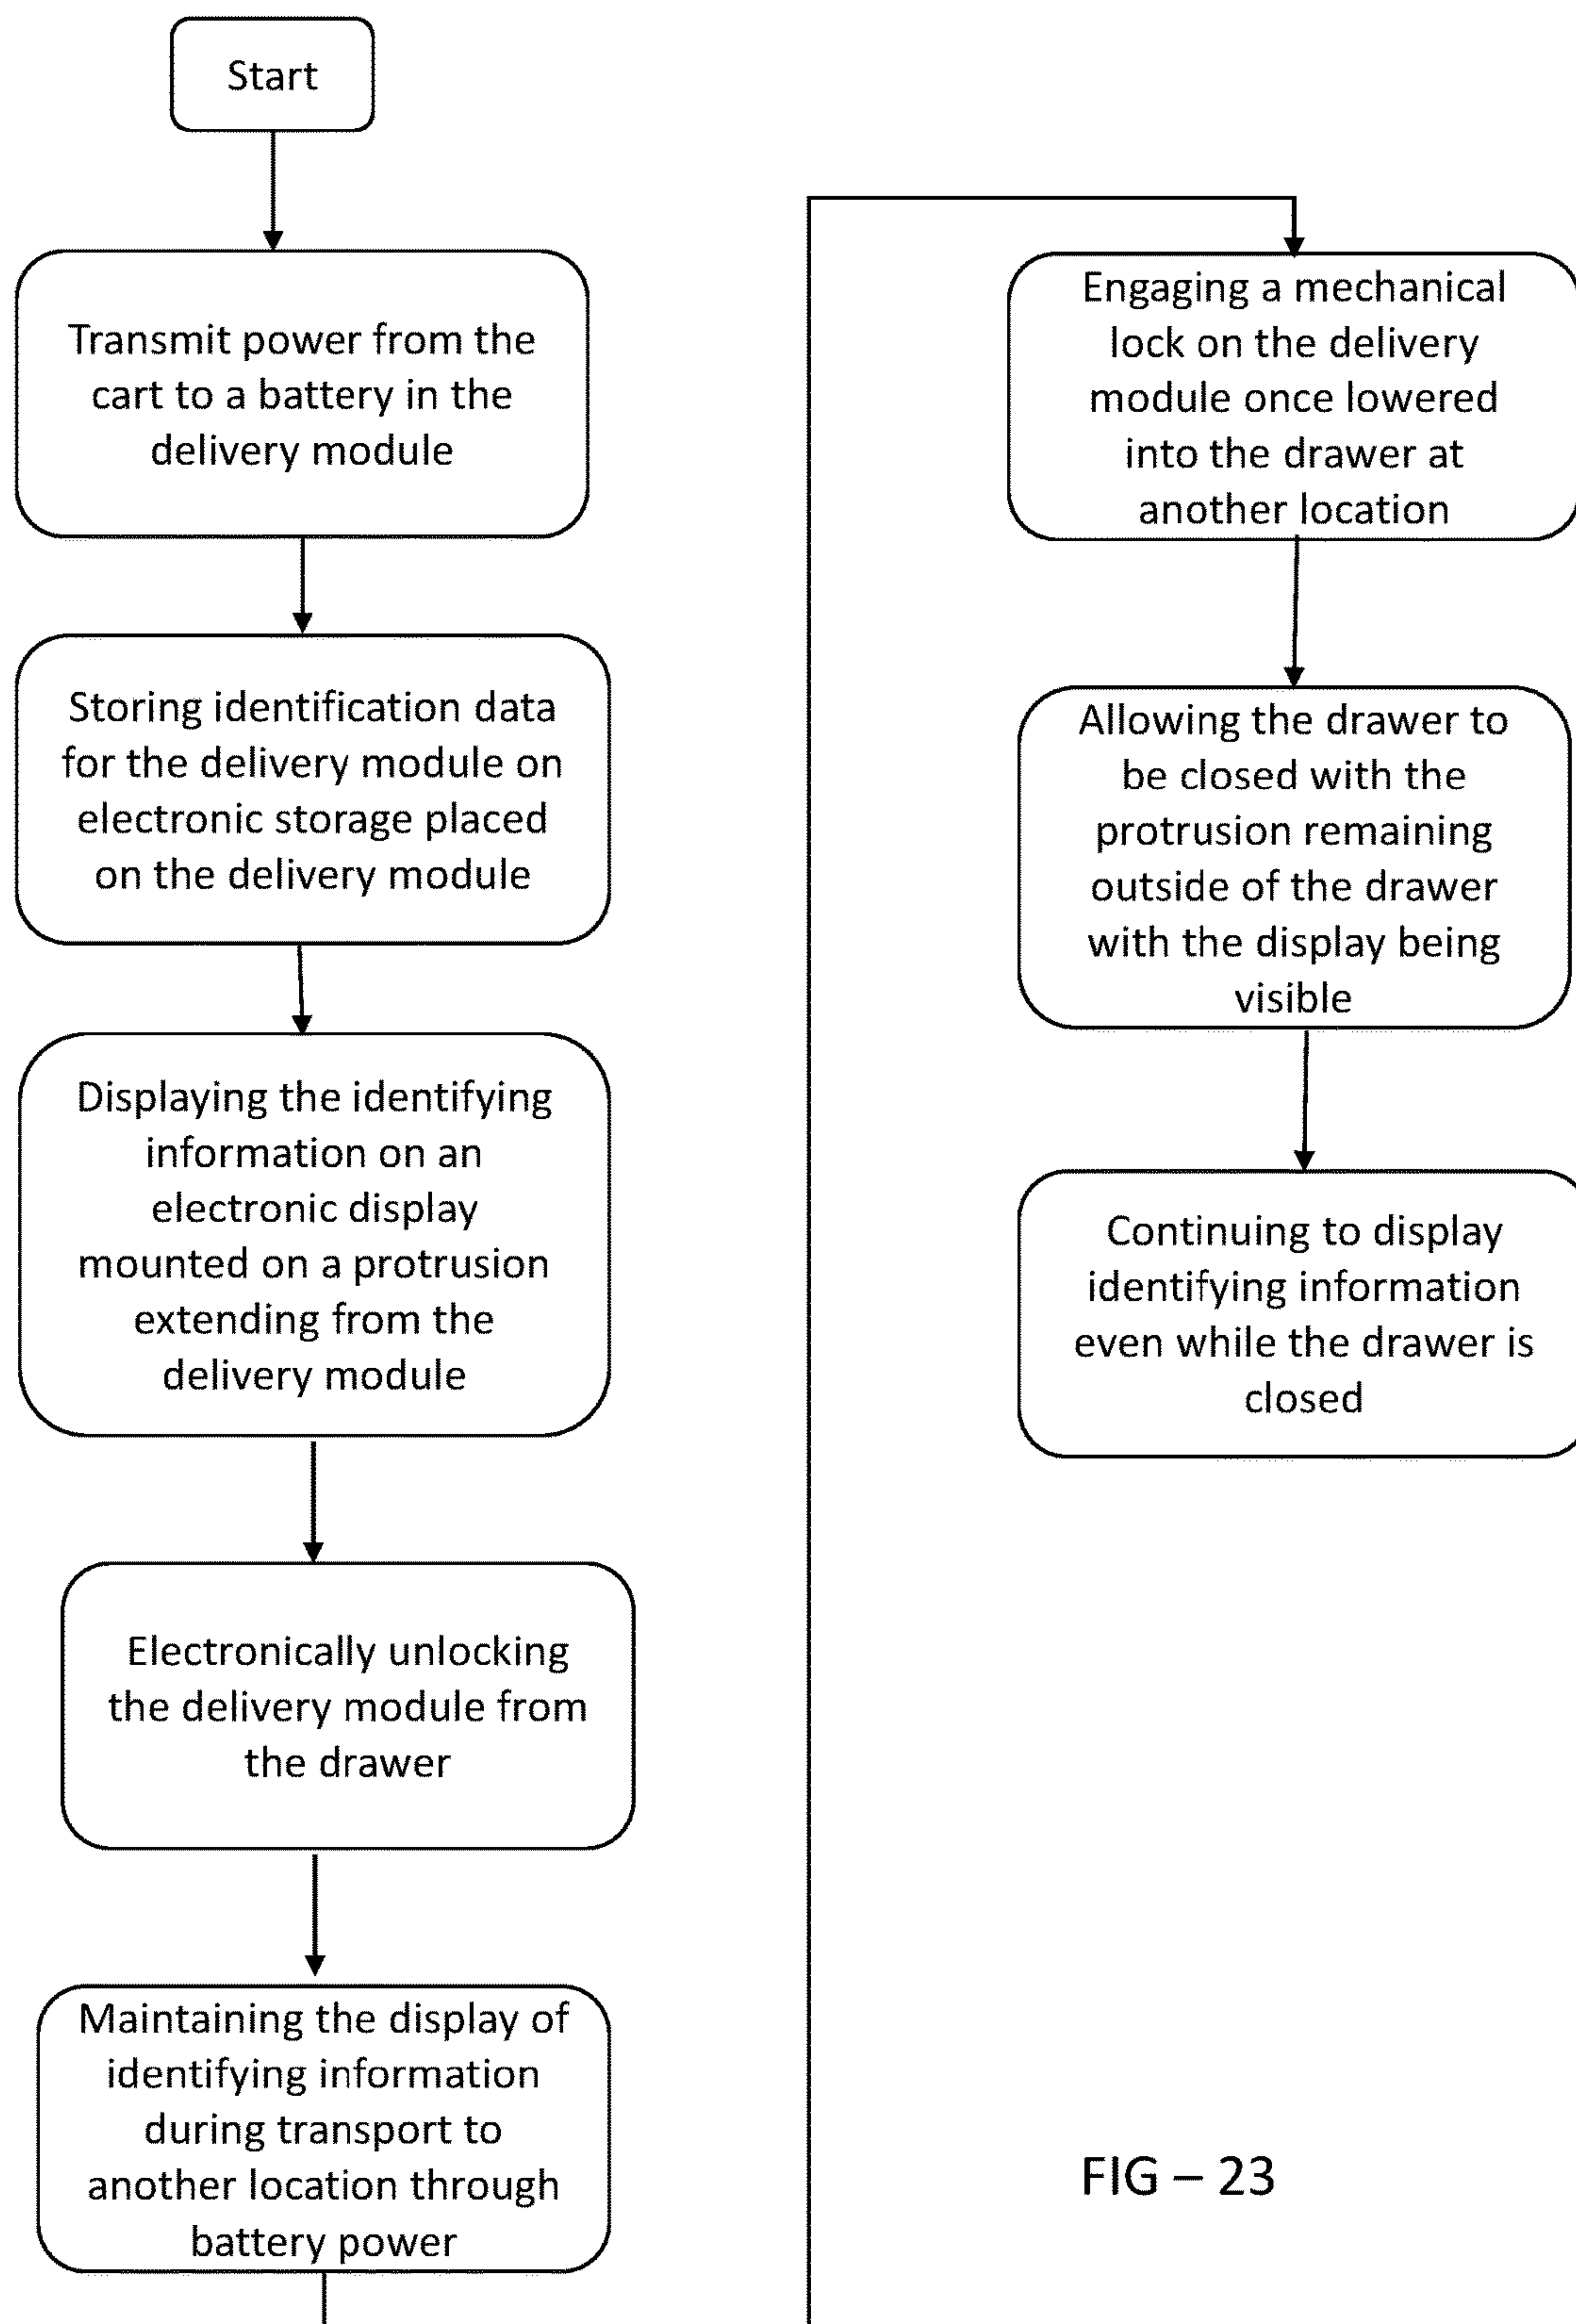 Start
Transmit power from the
cart to a battery in the
delivery module
Storing identification data
for the delivery module on
electronic storage placed
on the delivery module
Displaying the identifying
information on an
electronic display
mounted on a protrusion
extending from the
delivery module
Electronically unlocking
the delivery module from
the drawer
Maintaining the display of
identifying information
during transport to
another location through
battery power
Engaging a mechanical
lock on the delivery
module once lowered
into the drawer at
another location
Allowing the drawer to
be closed with the
protrusion remaining
outside of the drawer
with the display being
visible
Continuing to display
identifying information
even while the drawer is
closed
FIG – 23